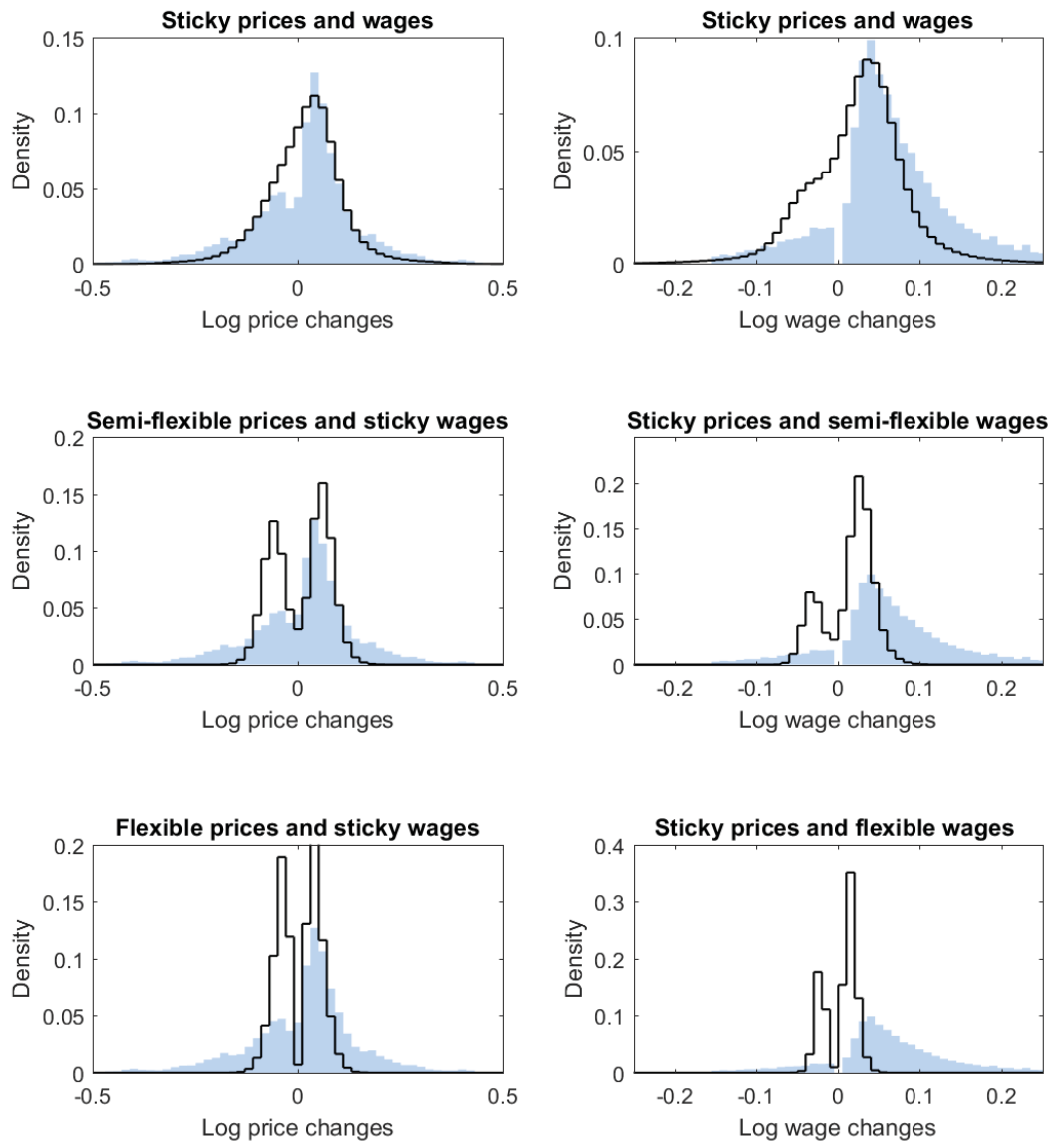 Sticky prices and wages
0.15
0.1
0.05
0
Density
-0.5
0
0.5
Log price changes
Sticky prices and wages
0.1
0.05
0
Density
-0.2
-0.1
0
0.1
0.2
Log wage changes
Semi-flexible prices and sticky wages
0.2
0.15
0.1
0.05
0
Density
-0.5
0
0.5
Log price changes
Sticky prices and semi-flexible wages
0.2
0.15
0.1
0.05
0
Density
-0.2
-0.1
0
0.1
0.2
Log wage changes
Flexible prices and sticky wages
0.2
0.15
0.1
0.05
0
Density
-0.5
0
0.5
Log price changes
Sticky prices and flexible wages
0.4
0.3
0.2
0.1
0
Density
-0.2
-0.1
0
0.1
0.2
Log wage changes